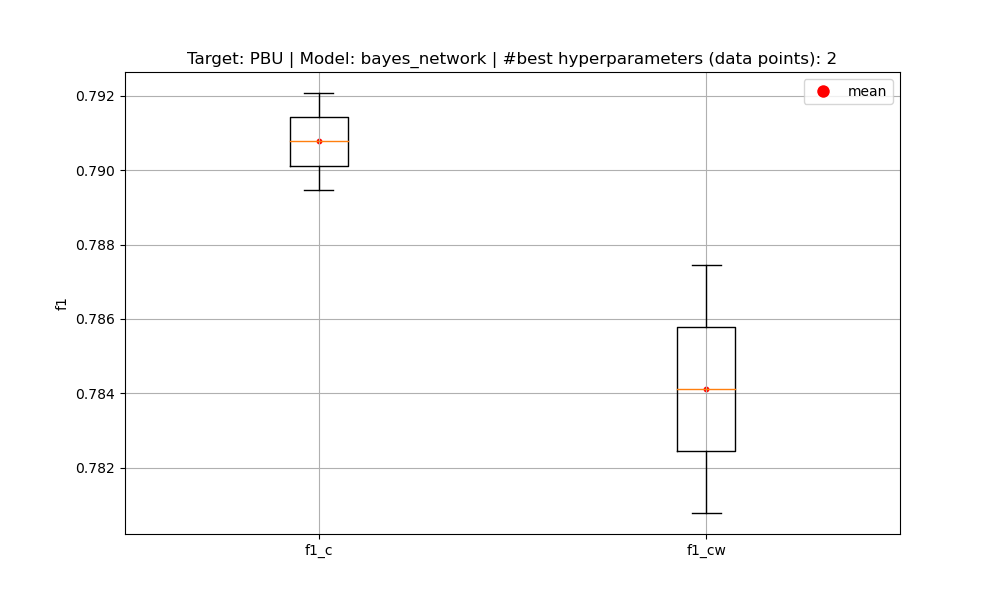 Target: PBU | Model: bayes_network | #best hyperparameters (data points): 2
mean
0.792
0.790
0.788
0.786
0.784
0.782
f1
f1_c
f1_cw